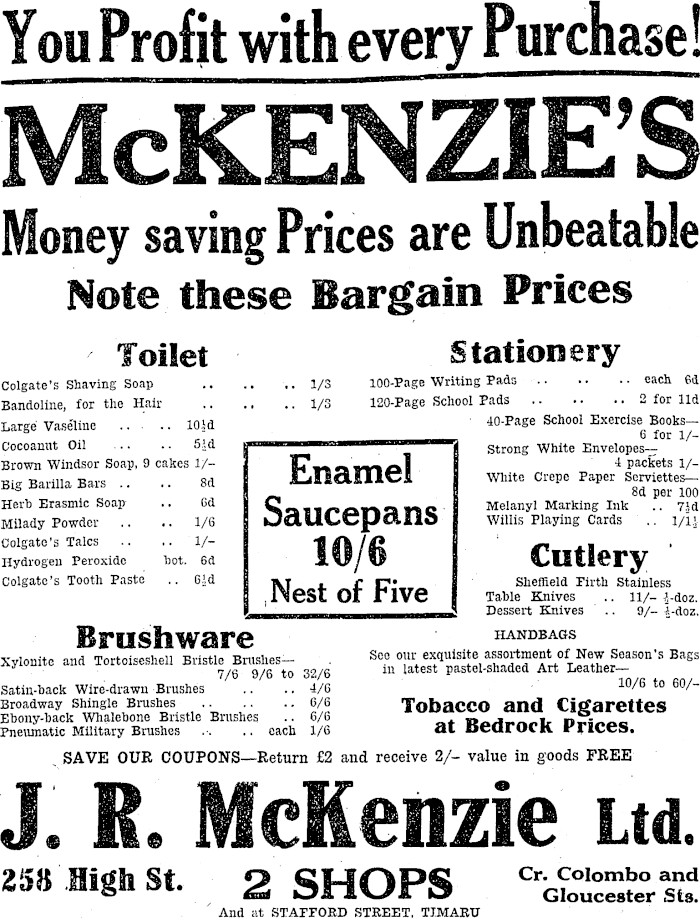 You Profit with every Purchase!
McKENZIE'S
Money saving Prices are Unbeatable
Note these Bargain Prices
Toilet
Colgate's Shaving Soap .. .. .. 1/3
Bandoline, for the Hair .. .. .. 1/3
Large Vaseline .. .. 10½d
Cocoanut Oil .. .. 5½d
Brown Windsor Soap, 9 cakes 1/-
Big Barilla Bars .. .. 8d
Herb Erasmic Soap .. 6d
Milady Powder .. .. 1/6
Colgate's Talcs .. .. 1/-
Hydrogen Peroxide bot. 6d
Colgate's Tooth Paste .. 6½d
Stationery
100-Page Writing Pads .. .. .. each 6d
120-Page School Pads .. .. .. 2 for 11d
40-Page School Exercise Books—
6 for 1/-
Strong White Envelopes—
4 packets 1/-
White Crepe Paper Serviettes—
8d per 100
Melanyl Marking Ink .. 7½d
Willis Playing Cards .. 1/1½
Enamel
Saucepans
10/6
Nest of Five
Cutlery
Sheffield Firth Stainless
Table Knives .. 11/- ½-doz.
Dessert Knives .. 9/- ½-doz.
HANDBAGS
See our exquisite assortment of New Season's Bags
in latest pastel-shaded Art Leather—
10/6 to 60/-
Tobacco and Cigarettes
at Bedrock Prices.
Brushware
Xylonite and Tortoiseshell Bristle Brushes—
7/6 9/6 to 32/6
Satin-back Wire-drawn Brushes .. .. 4/6
Broadway Shingle Brushes .. .. .. 6/6
Ebony-back Whalebone Bristle Brushes .. 6/6
Pneumatic Military Brushes .. .. each 1/6
SAVE OUR COUPONS—Return £2 and receive 2/- value in goods FREE
J. R. McKenzie Ltd.
258 High St.
2 SHOPS
Cr. Colombo and
Gloucester Sts.
And at STAFFORD STREET, TIMARU